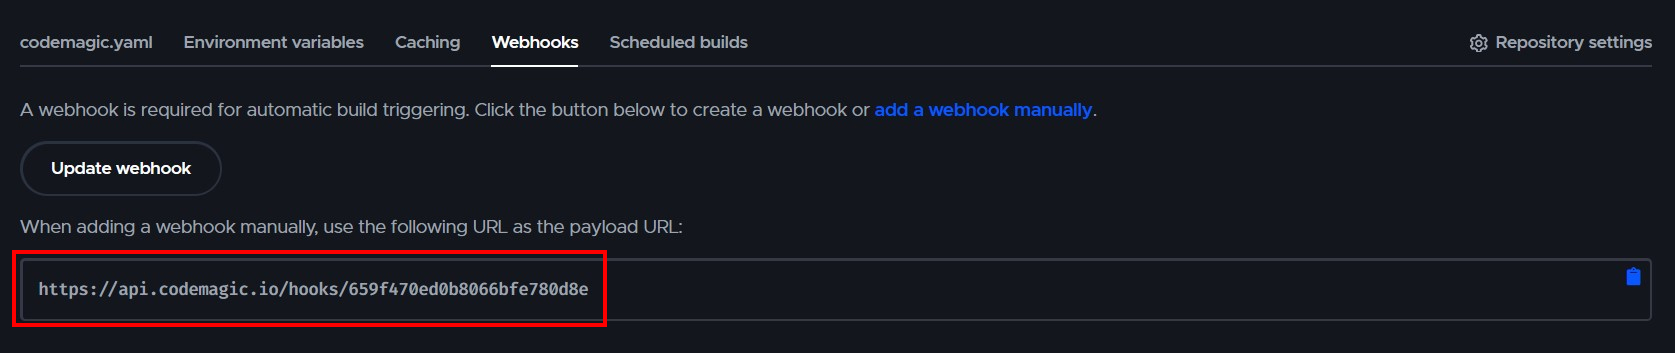 codemagic.yaml Environment variables Caching Webhooks Scheduled builds Repository settings
A webhook is required for automatic build triggering. Click the button below to create a webhook or add a webhook manually.
Update webhook
When adding a webhook manually, use the following URL as the payload URL:
https://api.codemagic.io/hooks/659f470ed0b8066bfe780d8e